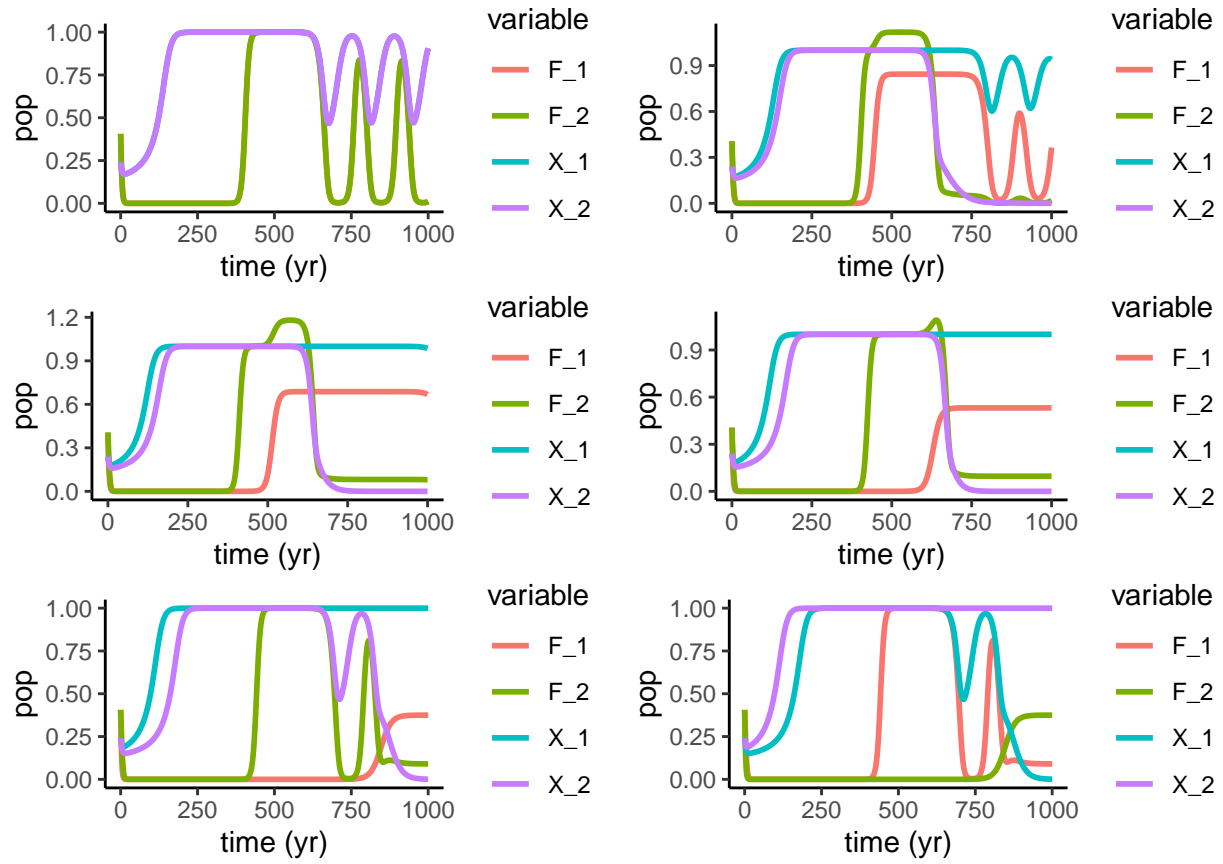 variable
F_1
F_2
X_1
X_2
pop
1.00
0.75
0.50
0.25
0.00
0
250
500
750
1000
time (yr)
variable
F_1
F_2
X_1
X_2
pop
0.9
0.6
0.3
0.0
0
250
500
750
1000
time (yr)
variable
F_1
F_2
X_1
X_2
pop
1.2
0.9
0.6
0.3
0.0
0
250
500
750
1000
time (yr)
variable
F_1
F_2
X_1
X_2
pop
0.9
0.6
0.3
0.0
0
250
500
750
1000
time (yr)
variable
F_1
F_2
X_1
X_2
pop
1.00
0.75
0.50
0.25
0.00
0
250
500
750
1000
time (yr)
variable
F_1
F_2
X_1
X_2
pop
1.00
0.75
0.50
0.25
0.00
0
250
500
750
1000
time (yr)